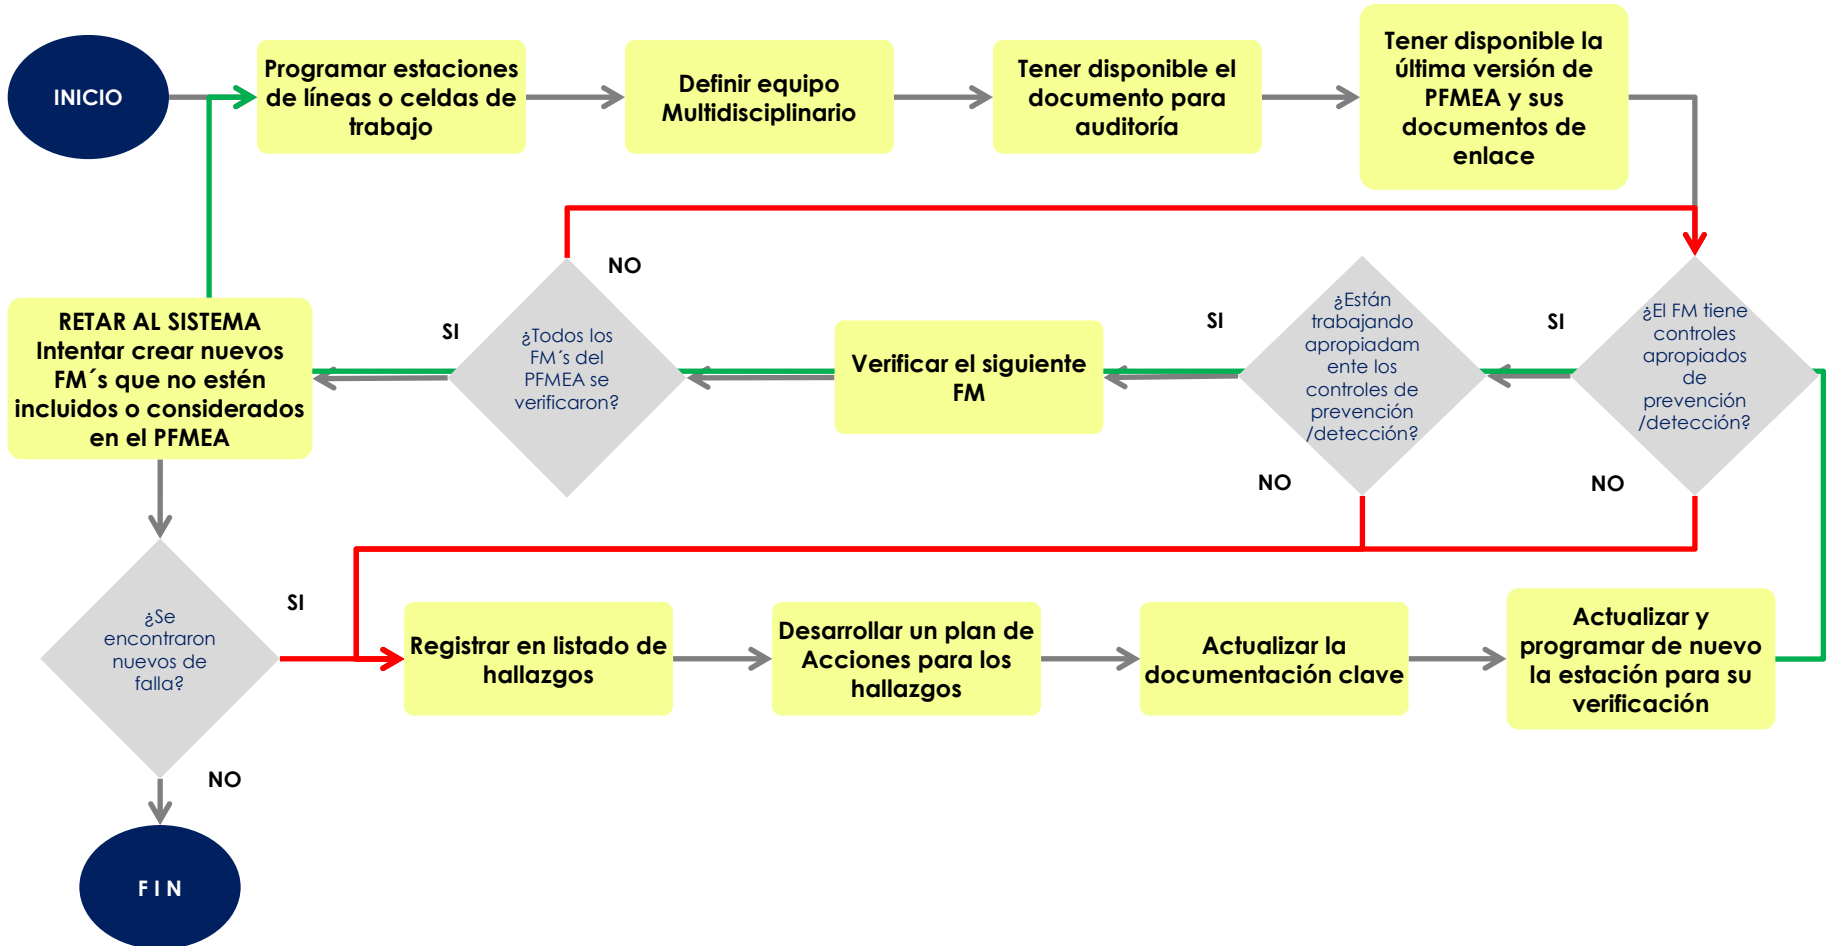 INICIO
Programar estaciones
de líneas o celdas de
trabajo
Definir equipo
Multidisciplinario
Tener disponible el
documento para
auditoría
Tener disponible la
última versión de
PFMEA y sus
documentos de
enlace
RETAR AL SISTEMA
Intentar crear nuevos
FM´s que no estén
incluidos o considerados
en el PFMEA
SI
¿Todos los
FM´s del
PFMEA se
verificaron?
NO
Verificar el siguiente
FM
SI
¿Están
trabajando
apropiadam
ente los
controles de
prevención
/detección?
NO
SI
¿El FM tiene
controles
apropiados
de
prevención
/detección?
NO
¿Se
encontraron
nuevos de
falla?
SI
NO
Registrar en listado de
hallazgos
Desarrollar un plan de
Acciones para los
hallazgos
Actualizar la
documentación clave
Actualizar y
programar de nuevo
la estación para su
verificación
F I N